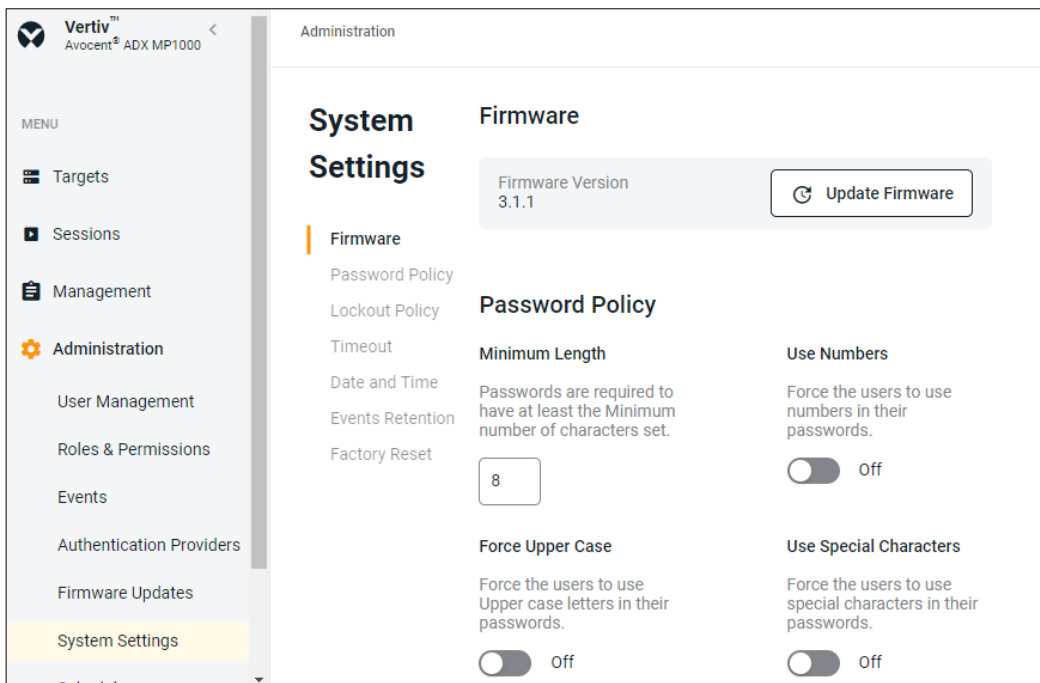 Vertiv™
Avocent® ADX MP1000
MENU
Targets
Sessions
Management
Administration
User Management
Roles & Permissions
Events
Authentication Providers
Firmware Updates
System Settings
Administration
System
Settings
Firmware
Password Policy
Lockout Policy
Timeout
Date and Time
Events Retention
Factory Reset
Firmware
Firmware Version
3.1.1
Update Firmware
Password Policy
Minimum Length
Passwords are required to
have at least the Minimum
number of characters set.
8
Use Numbers
Force the users to use
numbers in their
passwords.
Off
Force Upper Case
Force the users to use
Upper case letters in their
passwords.
Off
Use Special Characters
Force the users to use
special characters in their
passwords.
Off